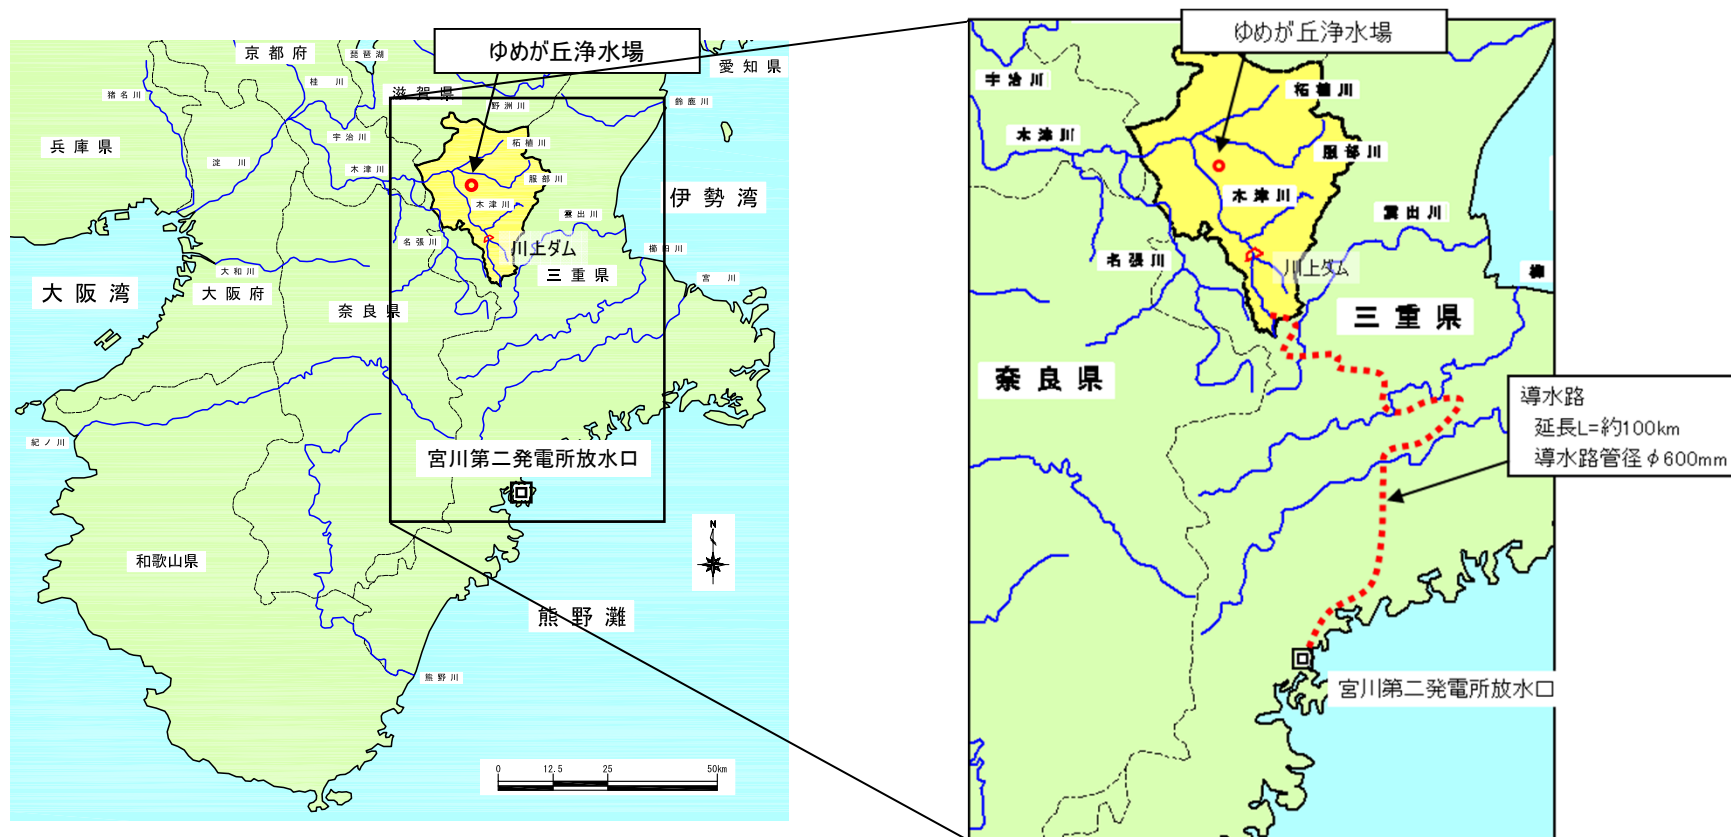 ゆめが丘浄水場
京都府
琵琶湖
愛知県
桂川
滋賀県
猪名川
野洲川
鈴鹿川
宇治川
兵庫県
淀川
木津川
柘植川
服部川
伊勢湾
木津川
雲出川
名張川
川上ダム
櫛田川
大和川
三重県
宮川
大阪湾
大阪府
奈良県
紀ノ川
宮川第二発電所放水口
N
和歌山県
熊野灘
熊野川
0 12.5 25 50km
ゆめが丘浄水場
宇治川
柘植川
木津川
服部川
木津川
雲出川
名張川
川上ダム
櫛
三重県
奈良県
導水路
延長L=約100km
導水路管径φ600mm
宮川第二発電所放水口